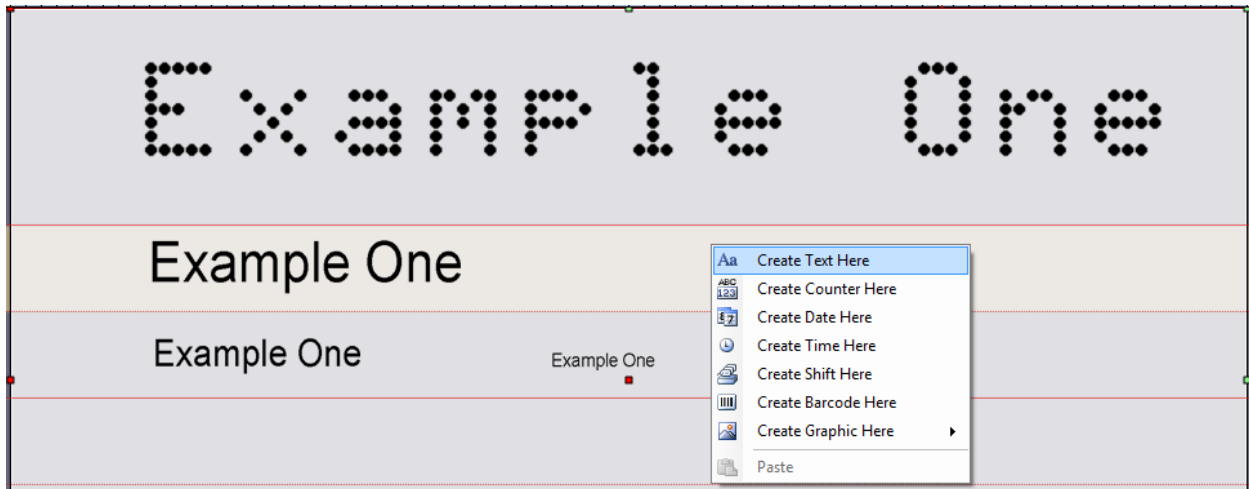 Example One
Example One
Example One
Example One
Aa Create Text Here
ABC 123 Create Counter Here
Create Date Here
Create Time Here
Create Shift Here
Create Barcode Here
Create Graphic Here
Paste